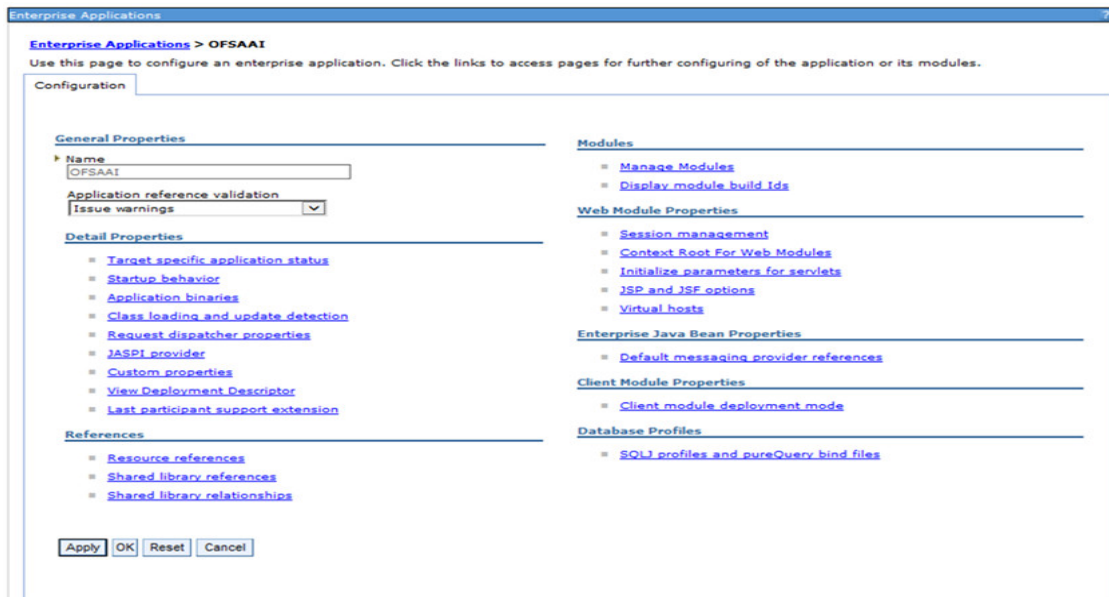 Enterprise Applications
?
Enterprise Applications > OFSAAI
Use this page to configure an enterprise application. Click the links to access pages for further configuring of the application or its modules.
Configuration
General Properties
Name
OFSAAI
Application reference validation
Issue warnings
Detail Properties
Target specific application status
Startup behavior
Application binaries
Class loading and update detection
Request dispatcher properties
JASPI provider
Custom properties
View Deployment Descriptor
Last participant support extension
References
Resource references
Shared library references
Shared library relationships
Modules
Manage Modules
Display module build Ids
Web Module Properties
Session management
Context Root For Web Modules
Initialize parameters for servlets
JSP and JSF options
Virtual hosts
Enterprise Java Bean Properties
Default messaging provider references
Client Module Properties
Client module deployment mode
Database Profiles
SQLJ profiles and pureQuery bind files
Apply OK Reset Cancel